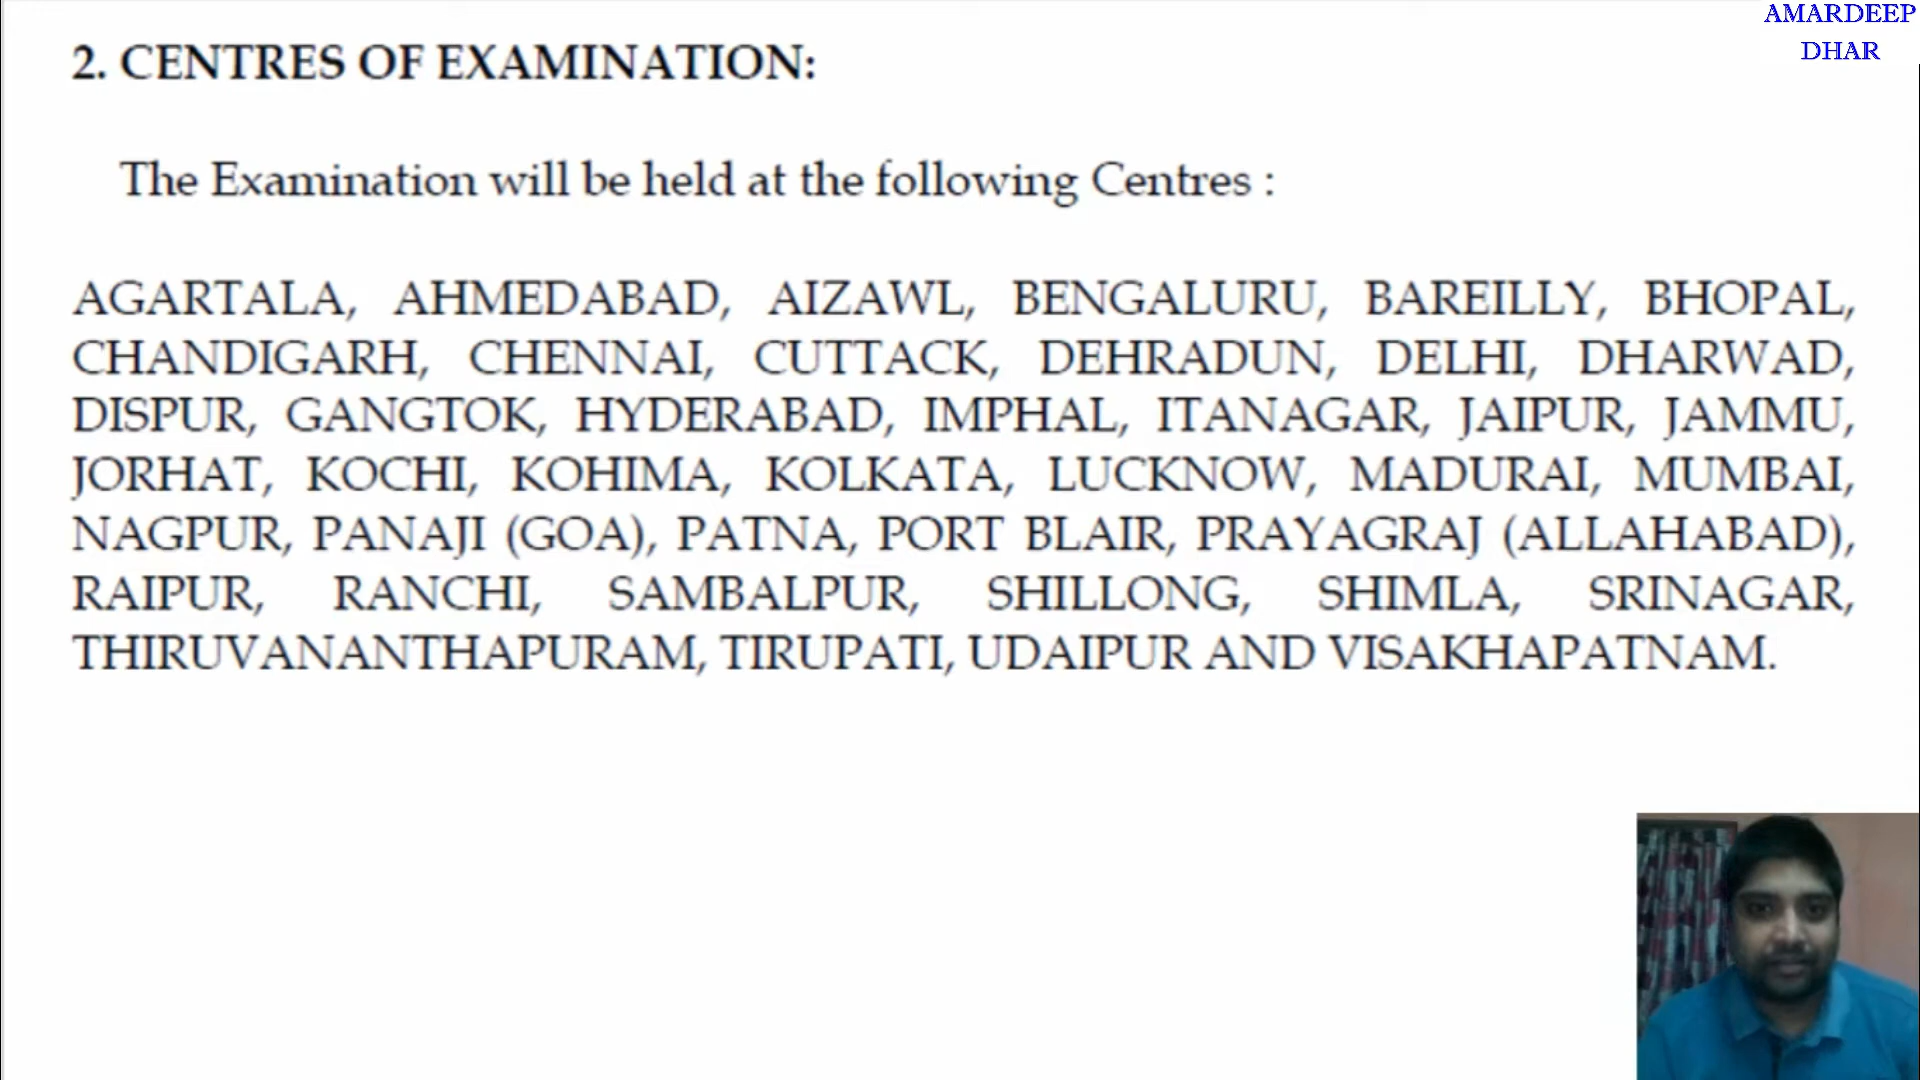 AMARDEEP
DHAR
2. CENTRES OF EXAMINATION:
The Examination will be held at the following Centres :
AGARTALA, AHMEDABAD, AIZAWL, BENGALURU, BAREILLY, BHOPAL,
CHANDIGARH, CHENNAI, CUTTACK, DEHRADUN, DELHI, DHARWAD,
DISPUR, GANGTOK, HYDERABAD, IMPHAL, ITANAGAR, JAIPUR, JAMMU,
JORHAT, KOCHI, KOHIMA, KOLKATA, LUCKNOW, MADURAI, MUMBAI,
NAGPUR, PANAJI (GOA), PATNA, PORT BLAIR, PRAYAGRAJ (ALLAHABAD),
RAIPUR, RANCHI, SAMBALPUR, SHILLONG, SHIMLA, SRINAGAR,
THIRUVANANTHAPURAM, TIRUPATI, UDAIPUR AND VISAKHAPATNAM.